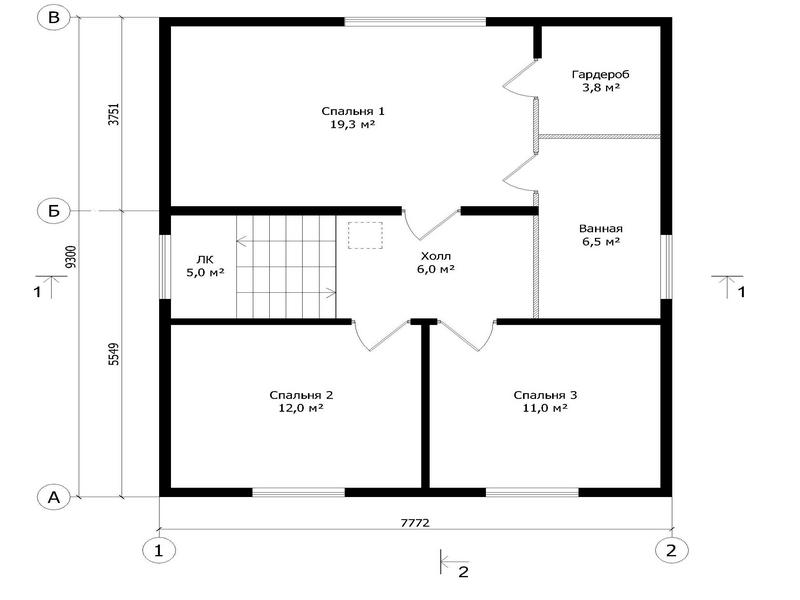 В
Гардероб
3,8 м²
Спальня 1
19,3 м²
3751
Б
Ванная
6,5 м²
9300
ЛК
5,0 м²
Холл
6,0 м²
1
1
5549
Спальня 2
12,0 м²
Спальня 3
11,0 м²
А
7772
1
2
2